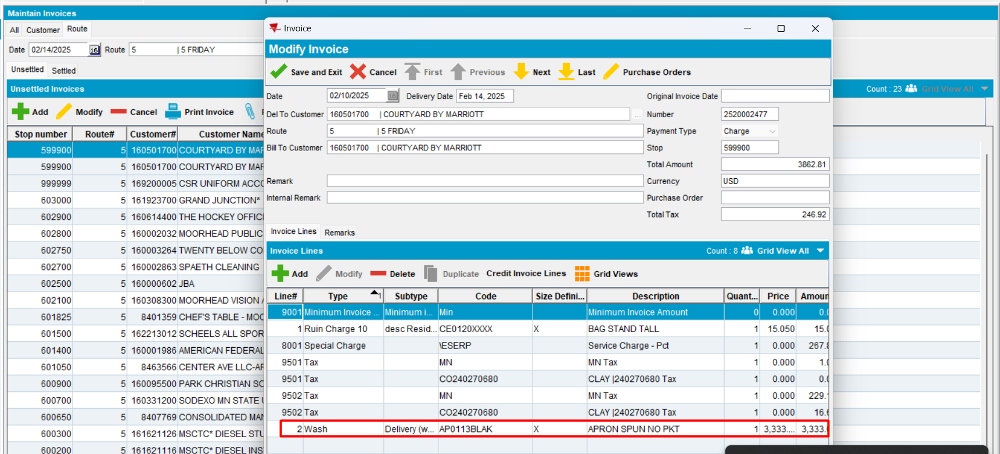 Maintain Invoices
All Customer Route
Date 02/14/2025 16 Route 5 | 5 FRIDAY
Unsettled Settled
Unsettled Invoices
Count : 23 Grid View All
Add Modify Cancel Print Invoice
Stop number Route# Customer# Customer Name
599900 5 160501700 COURTYARD BY MAR
599900 5 160501700 COURTYARD BY MAR
999999 5 169200005 CSR UNIFORM ACCO
603000 5 161923700 GRAND JUNCTION*
602900 5 160614400 THE HOCKEY OFFIC
602800 5 160002032 MOORHEAD PUBLIC
602750 5 160003264 TWENTY BELOW CO
602700 5 160002863 SPAETH CLEANING
602500 5 160000602 JBA
602100 5 160308300 MOORHEAD VISION
601825 5 8401359 CHEF'S TABLE - MOO
601500 5 162213012 SCHEELS ALL SPOR
601400 5 160001986 AMERICAN FEDERAL
601050 5 8463566 CENTER AVE LLC-AF
600900 5 160095500 PARK CHRISTIAN SC
600700 5 160331200 SODEXO MN STATE
600650 5 8407769 CONSOLIDATED MAN
600300 5 161621126 MSCTC* DIESEL STU
600200 5 161621116 MSCTC* DIESEL INS
Invoice
Modify Invoice
Save and Exit Cancel First Previous Next Last Purchase Orders
Date 02/10/2025 16 Delivery Date Feb 14, 2025 Original Invoice Date
Del To Customer 160501700 | COURTYARD BY MARRIOTT ... Number 2520002477
Route 5 | 5 FRIDAY Payment Type Charge
Bill To Customer 160501700 | COURTYARD BY MARRIOTT Stop 599900
Total Amount 3862.81
Remark Currency USD
Internal Remark Purchase Order
Total Tax 246.92
Invoice Lines Remarks
Invoice Lines Count : 8 Grid View All
Add Modify Delete Duplicate Credit Invoice Lines Grid Views
Line# Type 1 Subtype Code Size Defini... Description Quant... Price Amoun
9001 Minimum Invoice ... Minimum i... Min Minimum Invoice Amount 0 0.000 0.0
1 Ruin Charge 10 desc Resid... CE0120XXXX X BAG STAND TALL 1 15.050 15.0
8001 Special Charge \ESERP Service Charge - Pct 1 0.000 267.8
9501 Tax MN MN Tax 1 0.000 1.0
9501 Tax CO240270680 CLAY |240270680 Tax 1 0.000 0.0
9502 Tax MN MN Tax 1 0.000 229.1
9502 Tax CO240270680 CLAY |240270680 Tax 1 0.000 16.6
2 Wash Delivery (w... AP0113BLAK X APRON SPUN NO PKT 1 3,333.... 3,333.0